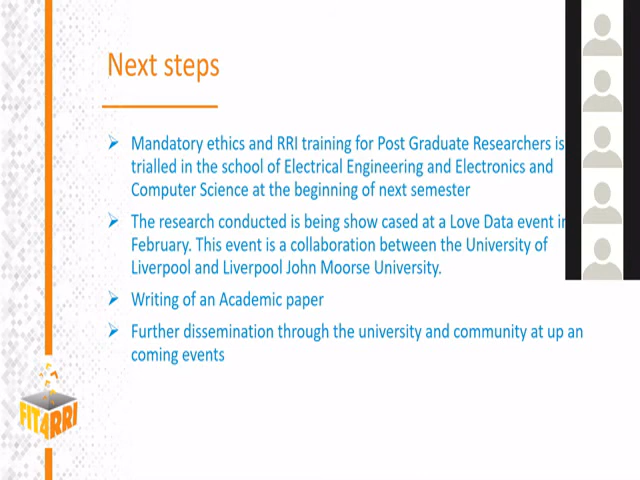 Next steps
Mandatory ethics and RRI training for Post Graduate Researchers is
trialled in the school of Electrical Engineering and Electronics and
Computer Science at the beginning of next semester
The research conducted is being show cased at a Love Data event in
February. This event is a collaboration between the University of
Liverpool and Liverpool John Moorse University.
Writing of an Academic paper
Further dissemination through the university and community at up an
coming events
FIT4RRI